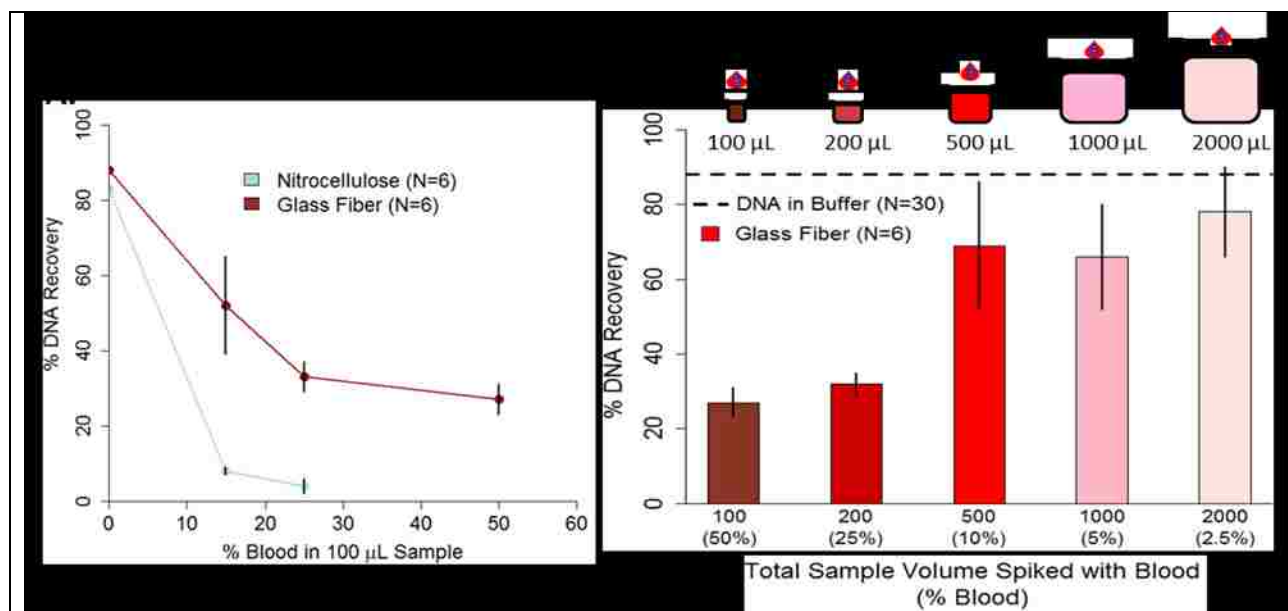 100
80
60
40
20
0
% DNA Recovery
Nitrocellulose (N=6)
Glass Fiber (N=6)
0 10 20 30 40 50 60
% Blood in 100 µL Sample
100 µL 200 µL 500 µL 1000 µL 2000 µL
100
80
60
40
20
0
% DNA Recovery
DNA in Buffer (N=30)
Glass Fiber (N=6)
100 200 500 1000 2000
(50%) (25%) (10%) (5%) (2.5%)
Total Sample Volume Spiked with Blood
(% Blood)